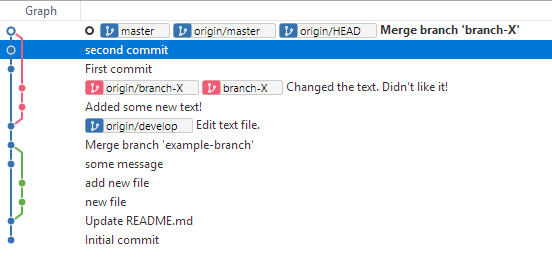 Graph
master origin/master origin/HEAD Merge branch 'branch-X'
second commit
First commit
origin/branch-X branch-X Changed the text. Didn't like it!
Added some new text!
origin/develop Edit text file.
Merge branch 'example-branch'
some message
add new file
new file
Update README.md
Initial commit